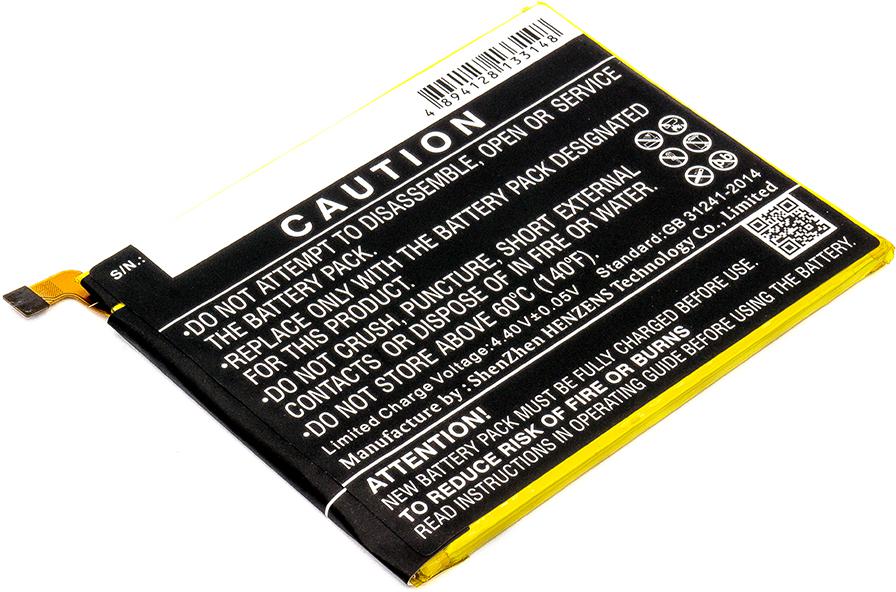 4 894128 133148
S/N.:
CAUTION
•DO NOT ATTEMPT TO DISASSEMBLE, OPEN OR SERVICE
THE BATTERY PACK.
•REPLACE ONLY WITH THE BATTERY PACK DESIGNATED
FOR THIS PRODUCT.
•DO NOT CRUSH, PUNCTURE, SHORT EXTERNAL
CONTACTS OR DISPOSE OF IN FIRE OR WATER.
•DO NOT STORE ABOVE 60ºC (140ºF).
Limited Charge Voltage:4.40V±0.05V Standard:GB 31241-2014
Manufacture by : ShenZhen HENZENS Technology Co., Limited
ATTENTION!
NEW BATTERY PACK MUST BE FULLY CHARGED BEFORE USE.
TO REDUCE RISK OF FIRE OR BURNS
READ INSTRUCTIONS IN OPERATING GUIDE BEFORE USING THE BATTERY.